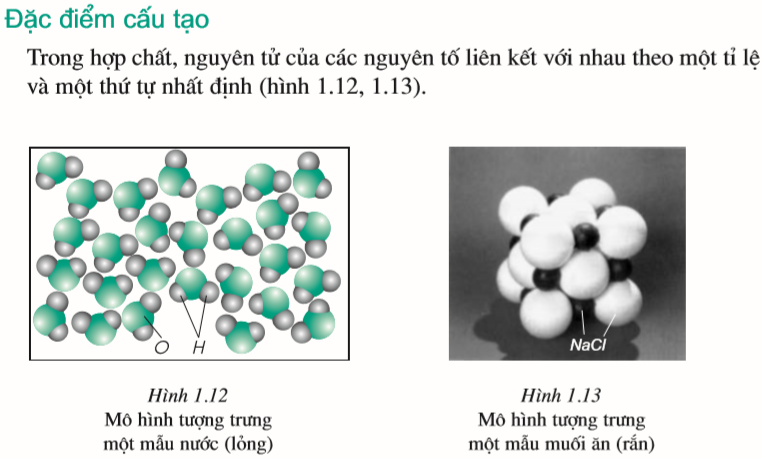 Đặc điểm cấu tạo
Trong hợp chất, nguyên tử của các nguyên tố liên kết với nhau theo một tỉ lệ
và một thứ tự nhất định (hình 1.12, 1.13).
O H
NaCl
Hình 1.12
Mô hình tượng trưng
một mẫu nước (lỏng)
Hình 1.13
Mô hình tượng trưng
một mẫu muối ăn (rắn)